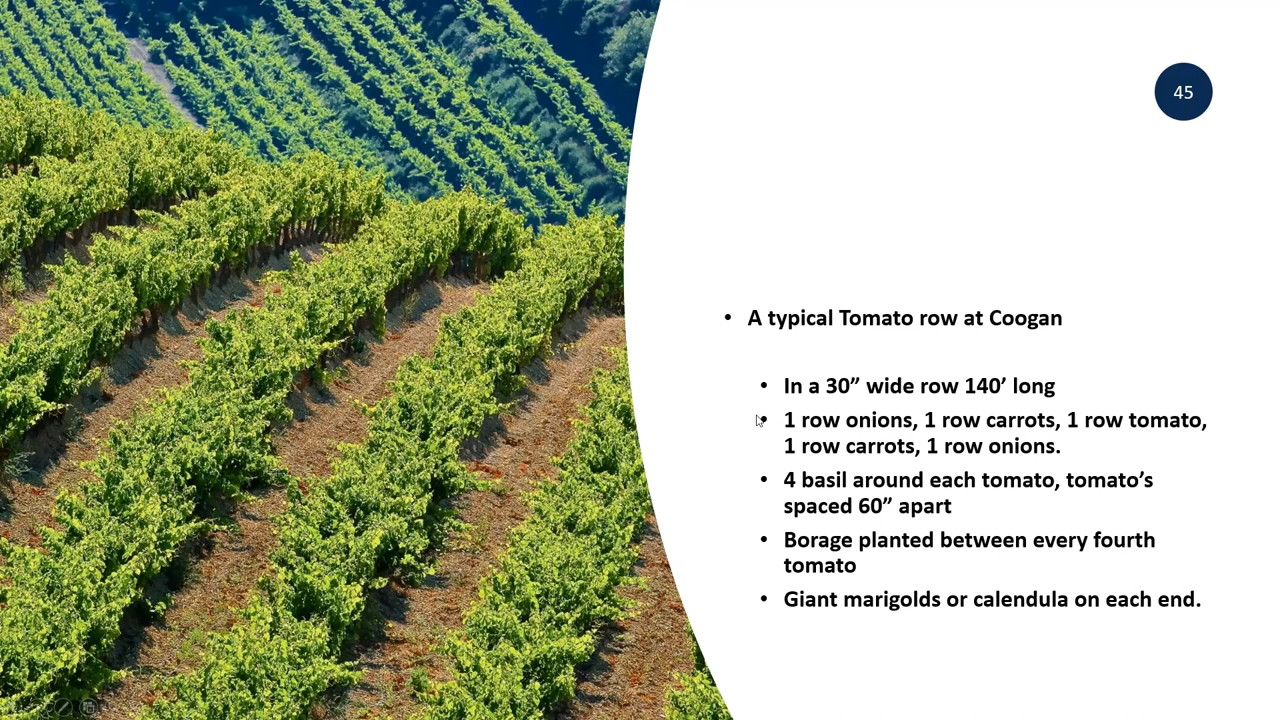 45
• A typical Tomato row at Coogan
• In a 30” wide row 140’ long
• 1 row onions, 1 row carrots, 1 row tomato,
1 row carrots, 1 row onions.
• 4 basil around each tomato, tomato’s
spaced 60” apart
• Borage planted between every fourth
tomato
• Giant marigolds or calendula on each end.